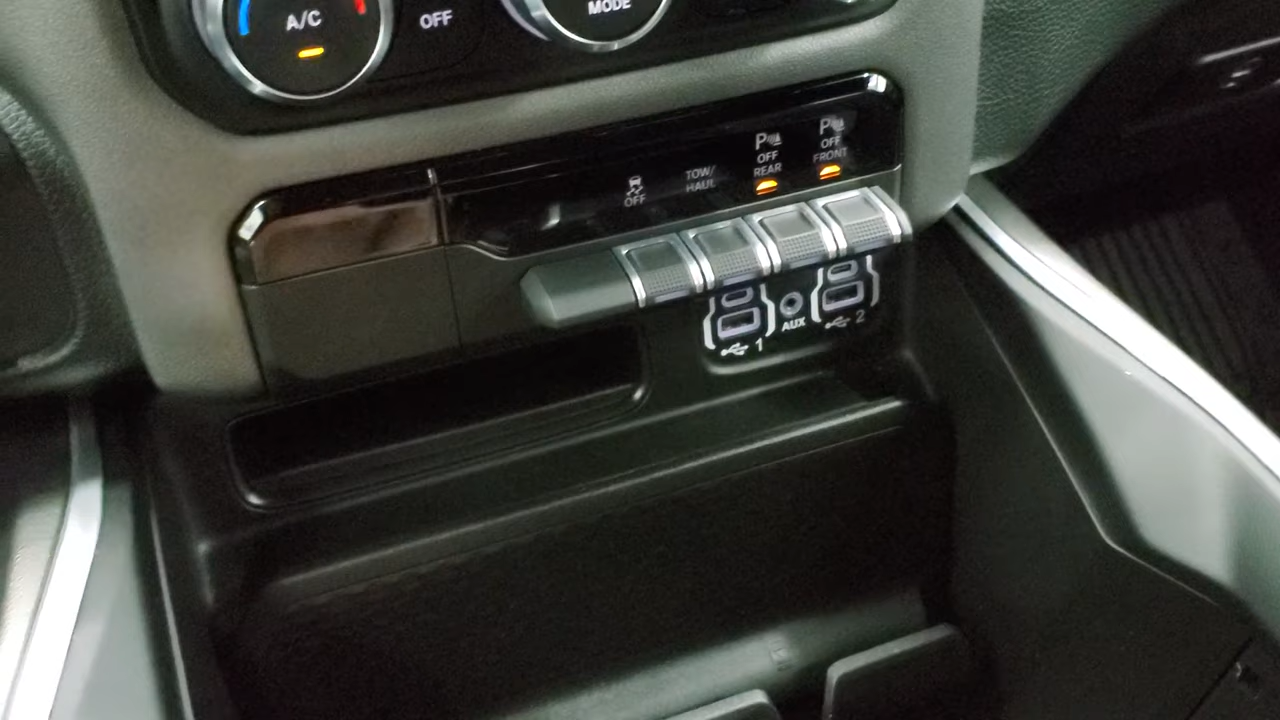 A/C
OFF
MODE
OFF
TOW/
HAUL
P
OFF
REAR
P
OFF
FRONT
1
AUX
2